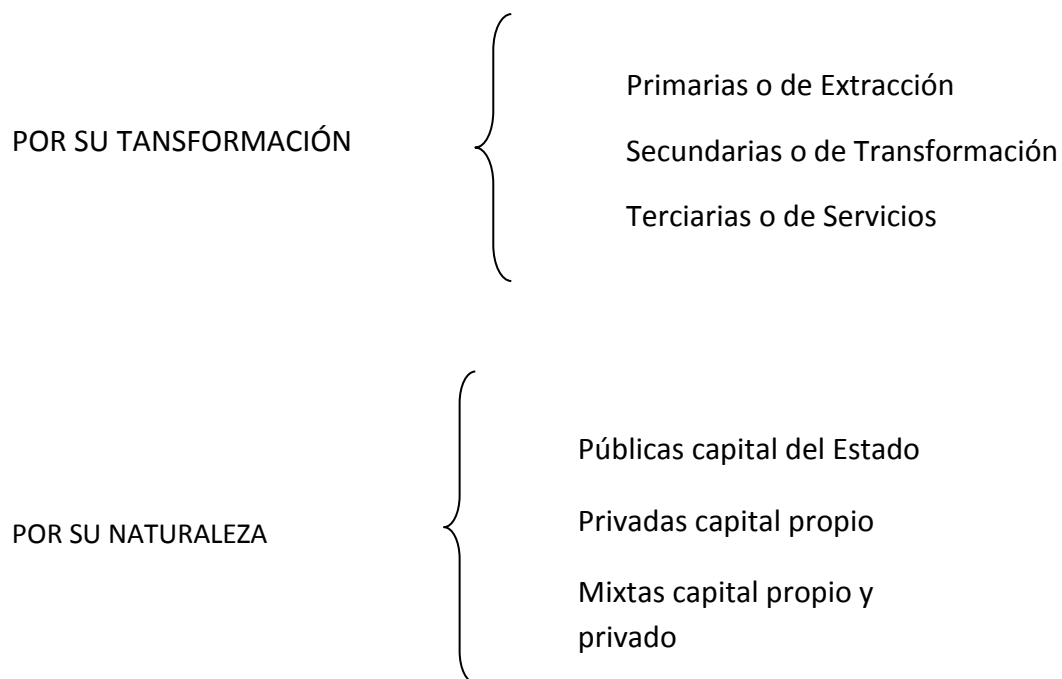 POR SU TANSFORMACIÓN
Primarias o de Extracción
Secundarias o de Transformación
Terciarias o de Servicios
POR SU NATURALEZA
Públicas capital del Estado
Privadas capital propio
Mixtas capital propio y
privado